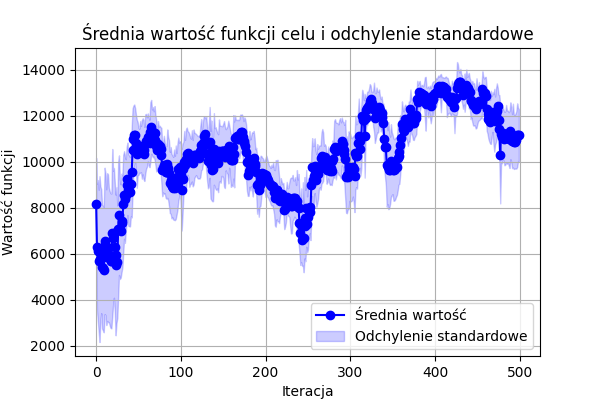 Średnia wartość funkcji celu i odchylenie standardowe
Wartość funkcji
14000
12000
10000
8000
6000
4000
2000
0 100 200 300 400 500
Iteracja
Średnia wartość
Odchylenie standardowe